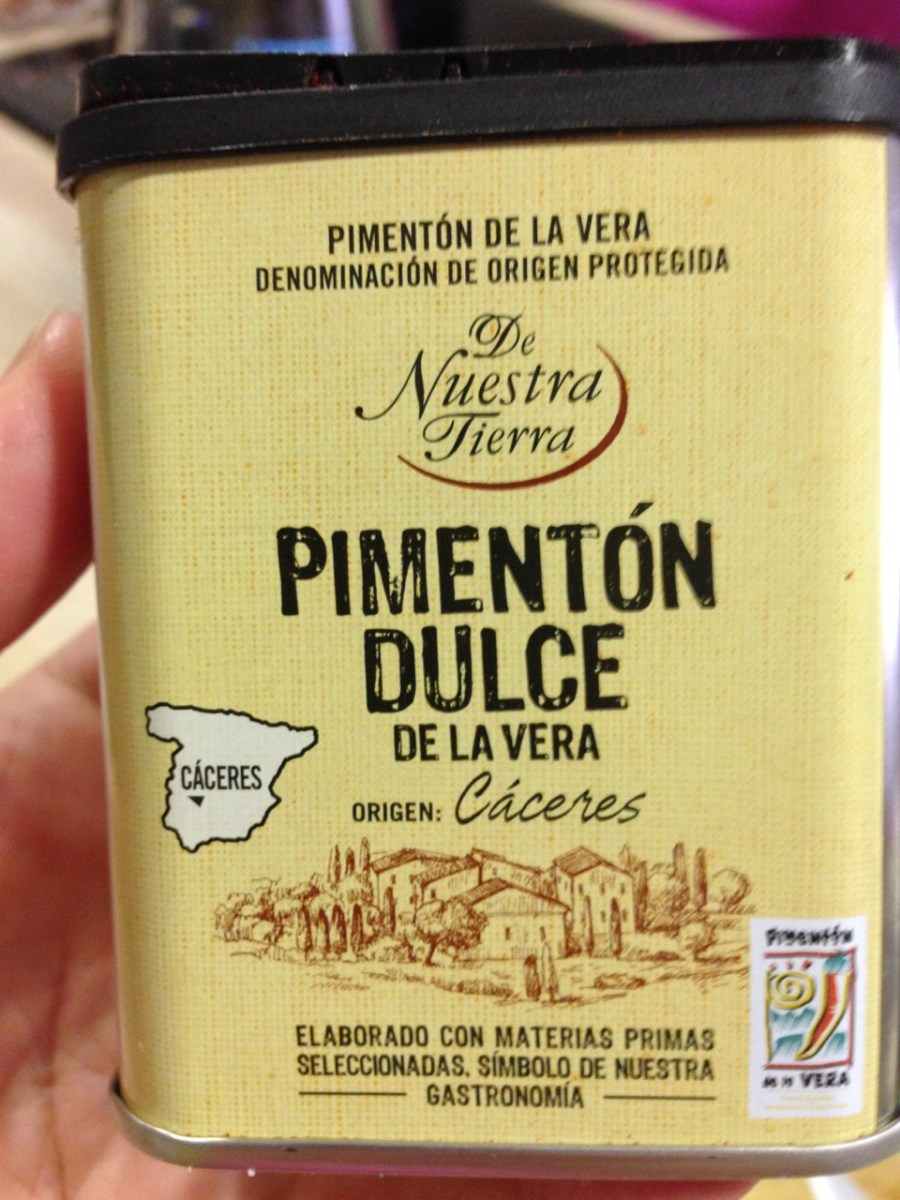 PIMENTÓN DE LA VERA
DENOMINACIÓN DE ORIGEN PROTEGIDA
De
Nuestra
Tierra
PIMENTÓN
DULCE
DE LA VERA
CÁCERES
ORIGEN: Cáceres
ELABORADO CON MATERIAS PRIMAS
SELECCIONADAS. SÍMBOLO DE NUESTRA
GASTRONOMÍA
Pimentón
de la VERA